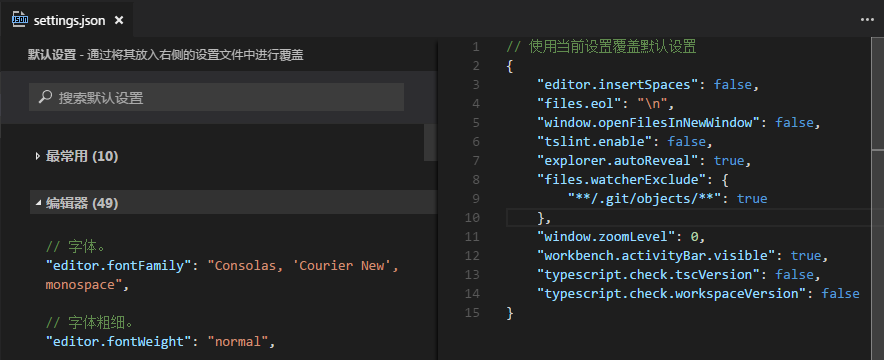 settings.json
默认设置 - 通过将其放入右侧的设置文件中进行覆盖
搜索默认设置
最常用 (10)
编辑器 (49)
// 字体。
"editor.fontFamily": "Consolas, 'Courier New',
monospace",
// 字体粗细。
"editor.fontWeight": "normal",
1 // 使用当前设置覆盖默认设置
2 {
3 "editor.insertSpaces": false,
4 "files.eol": "\n",
5 "window.openFilesInNewWindow": false,
6 "tslint.enable": false,
7 "explorer.autoReveal": true,
8 "files.watcherExclude": {
9 "**/.git/objects/**": true
10 },
11 "window.zoomLevel": 0,
12 "workbench.activityBar.visible": true,
13 "typescript.check.tscVersion": false,
14 "typescript.check.workspaceVersion": false
15 }